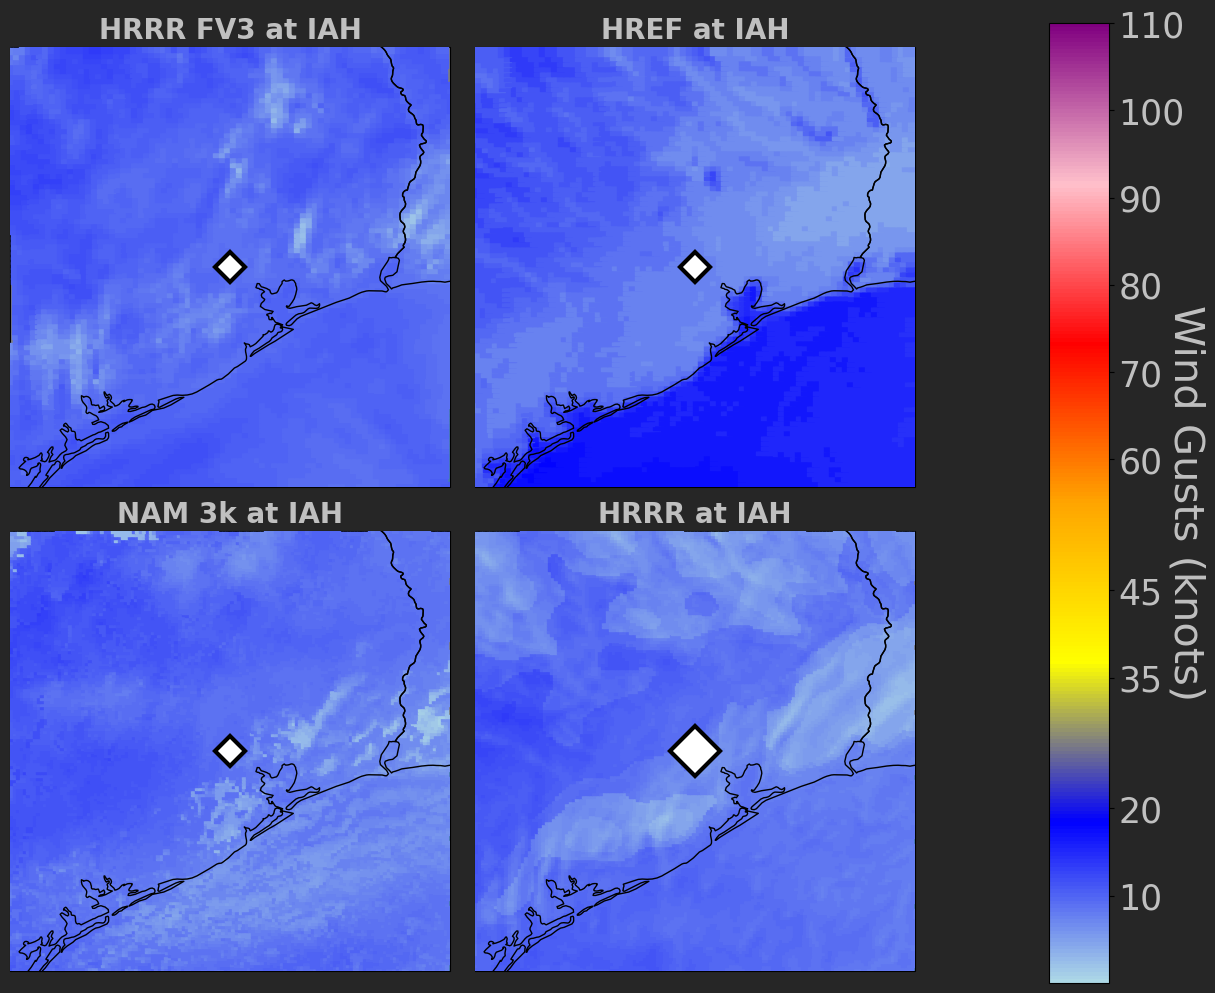 HRRR FV3 at IAH
HREF at IAH
NAM 3k at IAH
HRRR at IAH
110
100
90
80
70
60
45
35
20
10
Wind Gusts (knots)